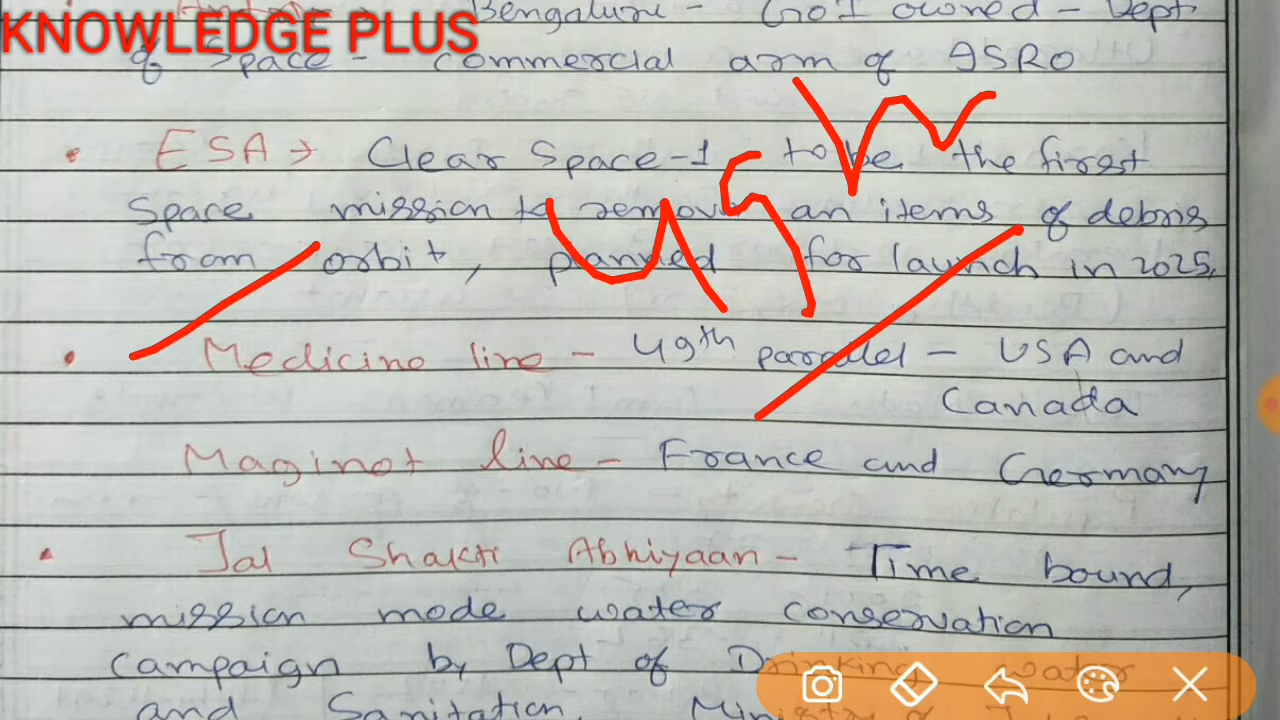 Bengaluru - GOI owned - Dept
KNOWLEDGE PLUS
of Space - Commercial arm of ISRO
• ESA → Clear Space-1 to be the first
Space mission to remove an items of debris
from orbit, planned for launch in 2025.
• Medicine line - 49th parallel - USA and
Canada
Maginot line - France and Germany
• Jal Shakti Abhiyaan - Time bound,
mission mode water conservation
campaign by Dept of Drinking water
and Sanitation, Ministry of